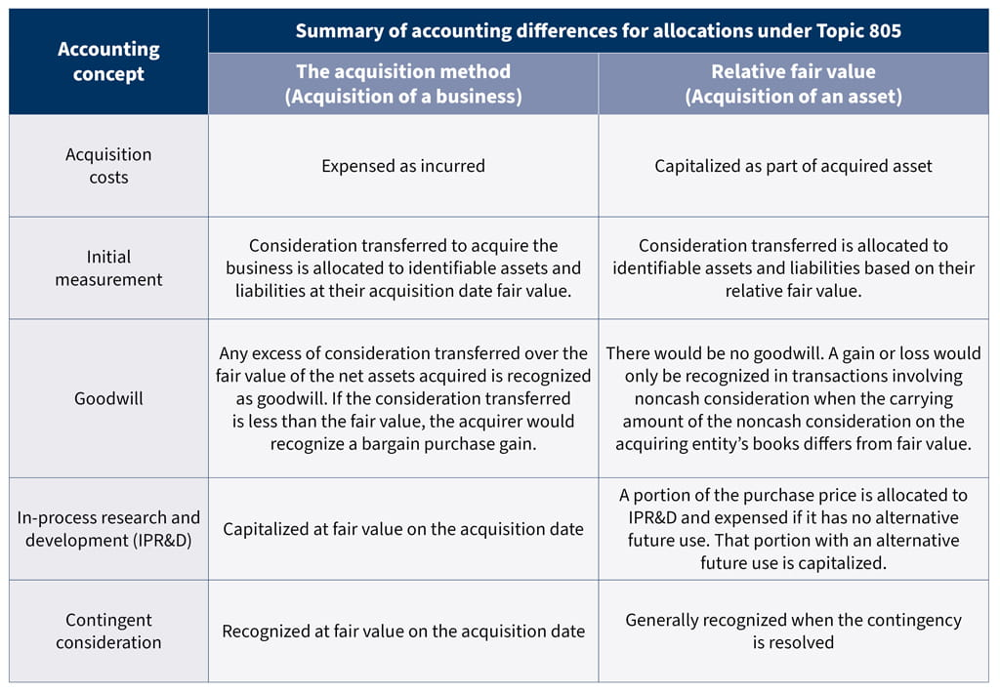 Accounting
concept
Summary of accounting differences for allocations under Topic 805
The acquisition method
(Acquisition of a business)
Relative fair value
(Acquisition of an asset)
Acquisition
costs
Expensed as incurred
Capitalized as part of acquired asset
Initial
measurement
Consideration transferred to acquire the
business is allocated to identifiable assets and
liabilities at their acquisition date fair value.
Consideration transferred is allocated to
identifiable assets and liabilities based on their
relative fair value.
Goodwill
Any excess of consideration transferred over the
fair value of the net assets acquired is recognized
as goodwill. If the consideration transferred
is less than the fair value, the acquirer would
recognize a bargain purchase gain.
There would be no goodwill. A gain or loss would
only be recognized in transactions involving
noncash consideration when the carrying
amount of the noncash consideration on the
acquiring entity’s books differs from fair value.
In-process research and
development (IPR&D)
Capitalized at fair value on the acquisition date
A portion of the purchase price is allocated to
IPR&D and expensed if it has no alternative
future use. That portion with an alternative
future use is capitalized.
Contingent
consideration
Recognized at fair value on the acquisition date
Generally recognized when the contingency
is resolved